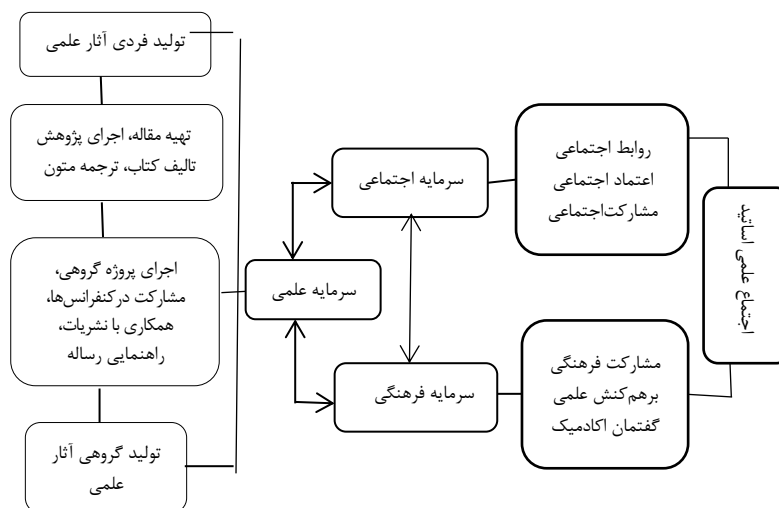 اجتماع علمی اساتید
روابط اجتماعی
اعتماد اجتماعی
مشارکت‌اجتماعی
مشارکت فرهنگی
برهم‌کنش علمی
گفتمان اکادمیک
سرمایه اجتماعی
سرمایه علمی
سرمایه فرهنگی
تولید فردی آثار علمی
تهیه مقاله، اجرای پژوهش
تالیف کتاب، ترجمه متون
اجرای پروژه گروهی،
مشارکت درکنفرانس‌ها،
همکاری با نشریات،
راهنمایی رساله
تولید گروهی آثار
علمی